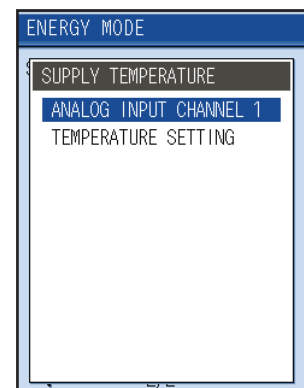 ENERGY MODE
SUPPLY TEMPERATURE
ANALOG INPUT CHANNEL 1
TEMPERATURE SETTING